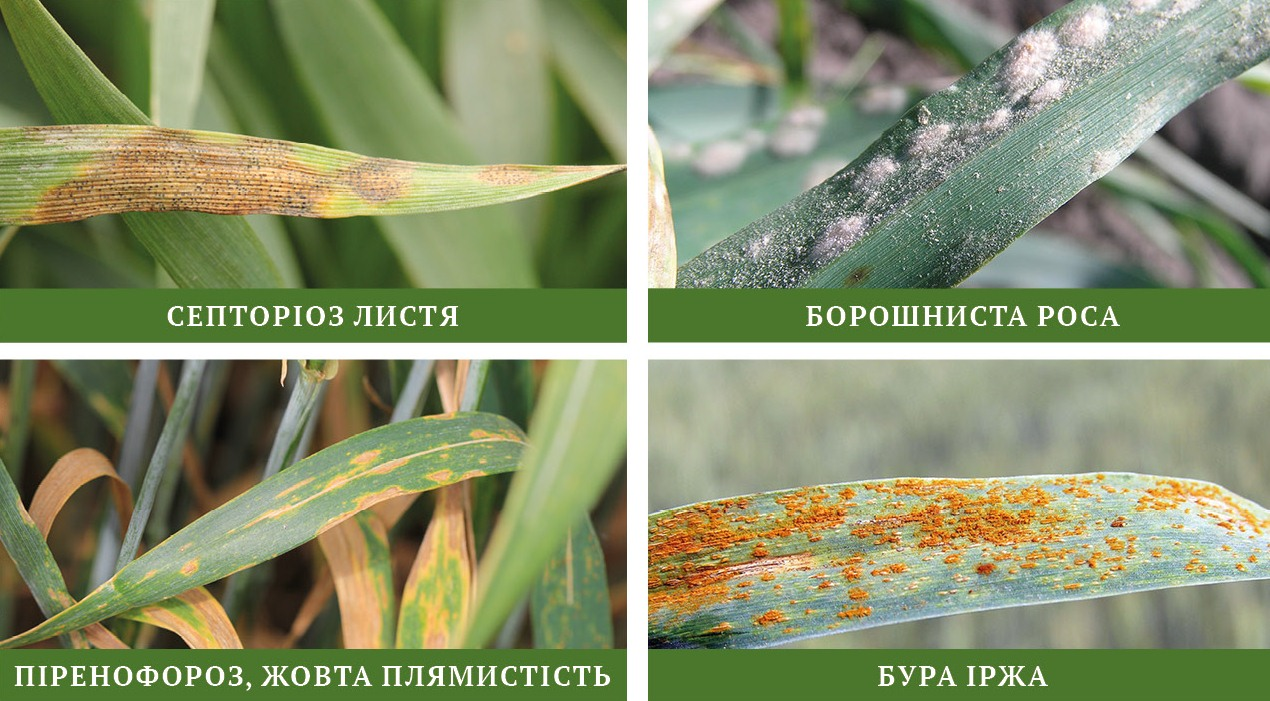 СЕПТОРІОЗ ЛИСТЯ
БОРОШНИСТА РОСА
ПІРЕНОФОРОЗ, ЖОВТА ПЛЯМИСТІСТЬ
БУРА ІРЖА